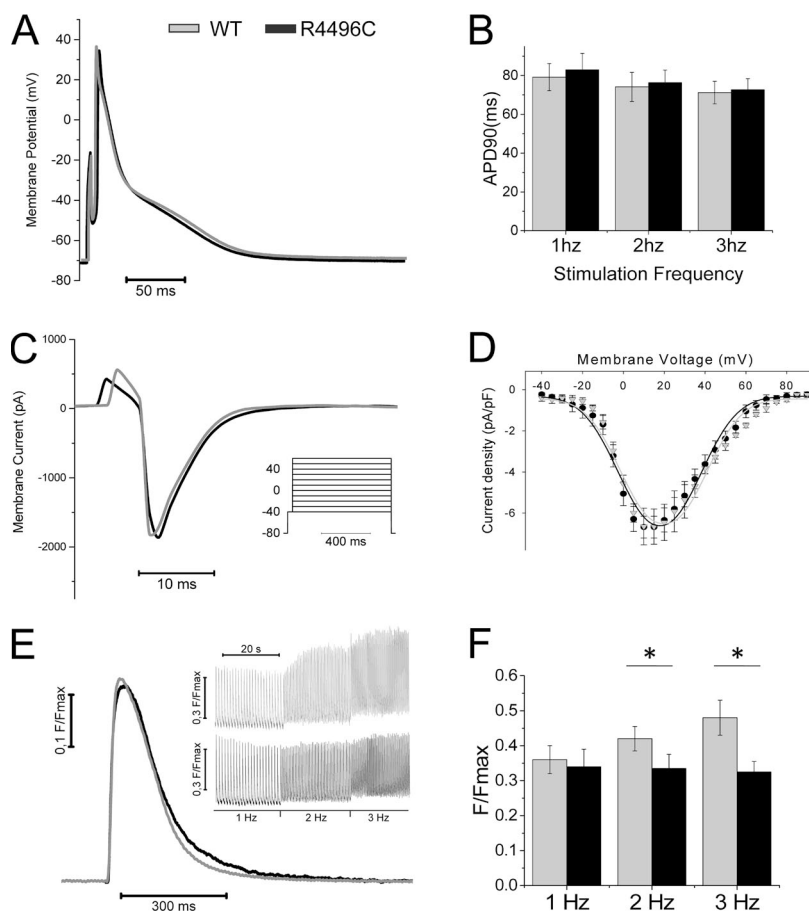 A
WT
R4496C
Membrane Potential (mV)
40
20
0
-20
-40
-60
-80
50 ms
B
APD90(ms)
100
80
60
40
20
0
1hz
2hz
3hz
Stimulation Frequency
C
Membrane Current (pA)
1000
0
-1000
-2000
10 ms
40
0
-40
-80
400 ms
D
Membrane Voltage (mV)
-40
-20
0
20
40
60
80
Current density (pA/pF)
0
-2
-4
-6
E
0,1 F/Fmax
300 ms
20 s
0,3 F/Fmax
0,3 F/Fmax
1 Hz
2 Hz
3 Hz
F
F/Fmax
0.6
0.5
0.4
0.3
0.2
0.1
0.0
*
*
1 Hz
2 Hz
3 Hz